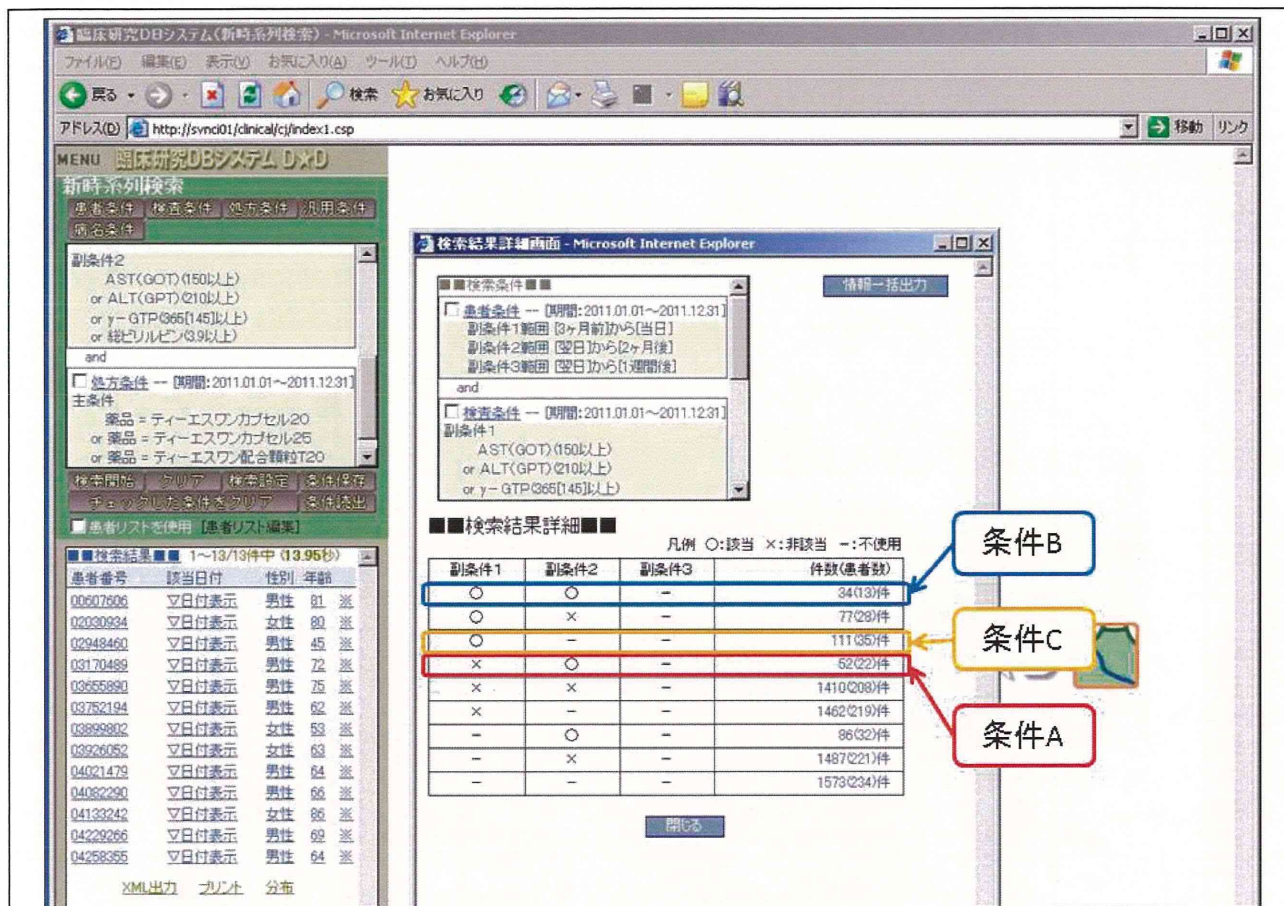 臨床研究DBシステム(新時系列検索) - Microsoft Internet Explorer
ファイル(F) 編集(E) 表示(V) お気に入り(A) ツール(T) ヘルプ(H)
戻る 検索 お気に入り
アドレス(D) http://svnci01/clinical/cj/index1.csp 移動 リンク
MENU 臨床研究DBシステム D★D
新時系列検索
患者条件 検査条件 処方条件 汎用条件
病名条件
副条件2
AST(GOT)(150以上)
or ALT(GPT)(210以上)
or γ-GTP(365[145]以上)
or 総ビリルビン(3.9以上)
and
処方条件 -- [期間:2011.01.01~2011.12.31]
主条件
薬品 = ティーエスワンカプセル20
or 薬品 = ティーエスワンカプセル25
or 薬品 = ティーエスワン配合顆粒T20
検索開始 クリア 検索設定 条件保存
チェックした条件をクリア 条件読出
患者リストを使用 [患者リスト編集]
■■検索結果■■ 1~13/13件中 (13.95秒)
患者番号 該当日付 性別 年齢
00607606 ▽日付表示 男性 81 ※
02030934 ▽日付表示 女性 80 ※
02948460 ▽日付表示 男性 45 ※
03170489 ▽日付表示 男性 72 ※
03655890 ▽日付表示 男性 75 ※
03752194 ▽日付表示 男性 62 ※
03899802 ▽日付表示 女性 53 ※
03926052 ▽日付表示 女性 63 ※
04021479 ▽日付表示 男性 64 ※
04082290 ▽日付表示 男性 66 ※
04133242 ▽日付表示 女性 86 ※
04229266 ▽日付表示 男性 69 ※
04258355 ▽日付表示 男性 64 ※
XML出力 プリント 分布
検索結果詳細画面 - Microsoft Internet Explorer
■■検索条件■■
情報一括出力
患者条件 -- [期間:2011.01.01~2011.12.31]
副条件1範囲 [3ヶ月前]から[当日]
副条件2範囲 [翌日]から[2ヶ月後]
副条件3範囲 [翌日]から[1週間後]
and
検査条件 -- [期間:2011.01.01~2011.12.31]
副条件1
AST(GOT)(150以上)
or ALT(GPT)(210以上)
or γ-GTP(365[145]以上)
■■検索結果詳細■■
凡例 ○:該当 ×:非該当 -:不使用
副条件1 副条件2 副条件3 件数(患者数)
○ ○ - 34(13)件
○ × - 77(28)件
○ - - 111(35)件
× ○ - 52(22)件
× × - 1410(208)件
× - - 1462(219)件
- ○ - 86(32)件
- × - 1487(221)件
- - - 1573(234)件
閉じる
条件B
条件C
条件A